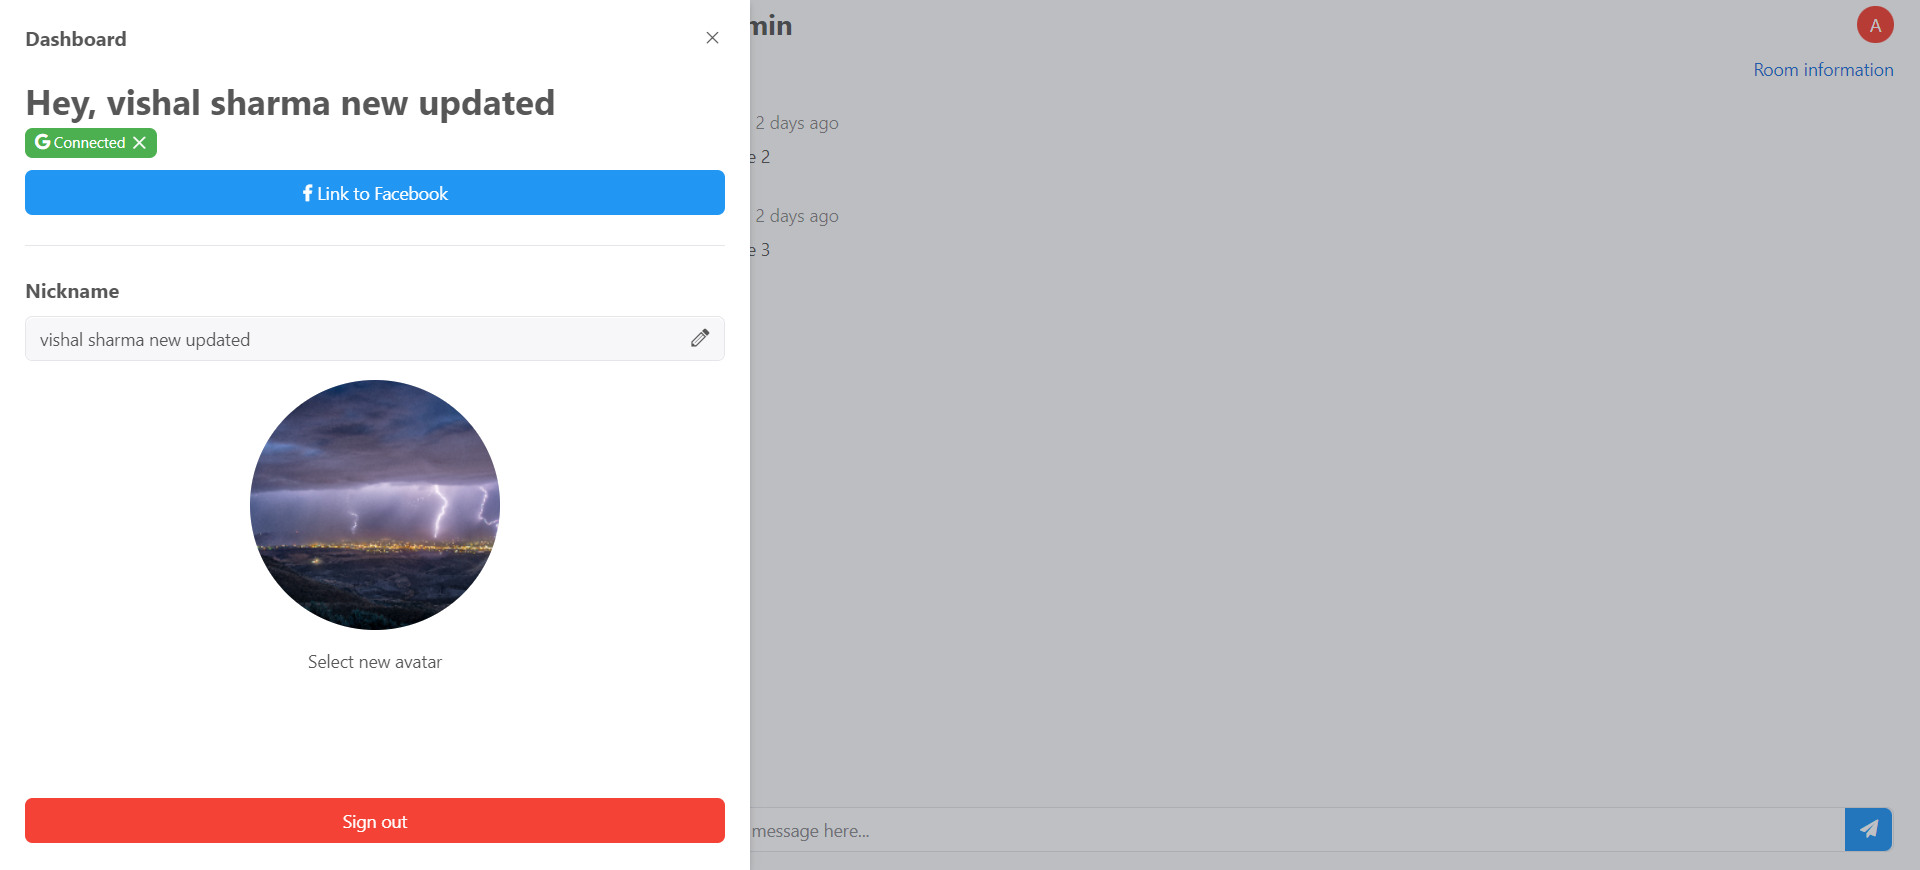 Dashboard
Hey, vishal sharma new updated
Connected
Link to Facebook
Nickname
vishal sharma new updated
Select new avatar
Sign out
min
A
Room information
2 days ago
e 2
2 days ago
e 3
message here...